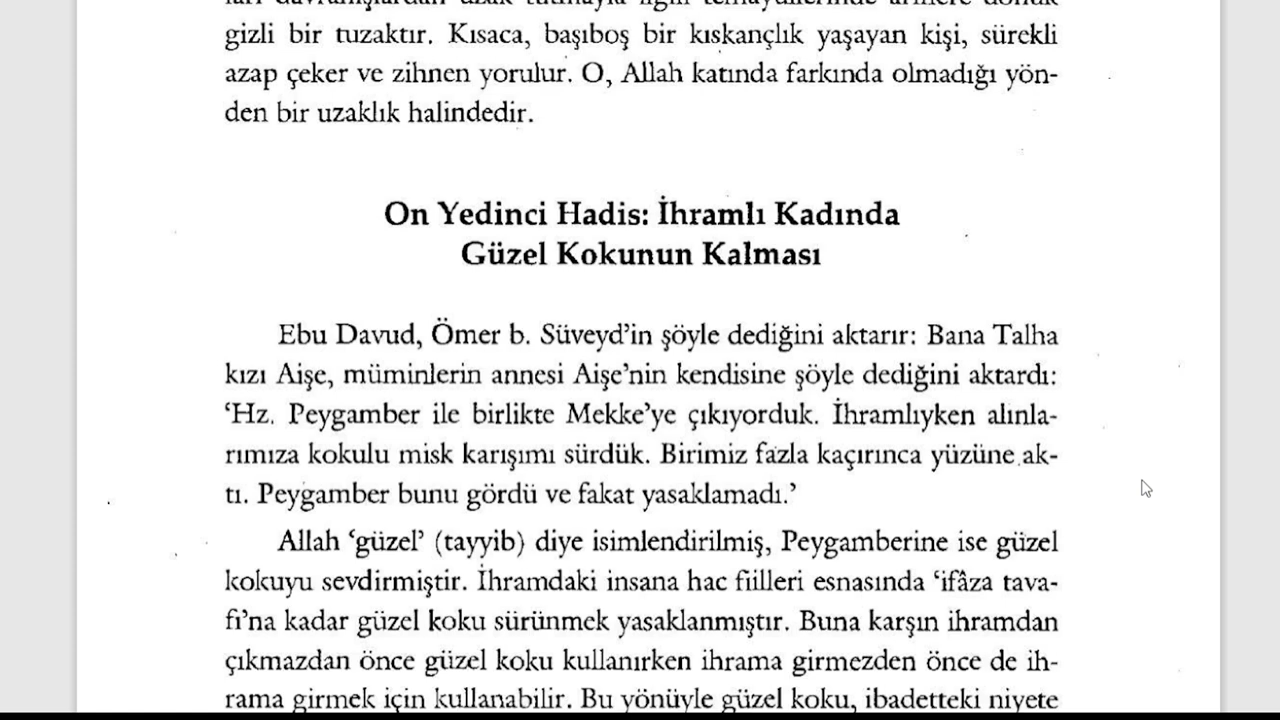 gizli bir tuzaktır. Kısaca, başıboş bir kıskançlık yaşayan kişi, sürekli
azap çeker ve zihnen yorulur. O, Allah katında farkında olmadığı yön-
den bir uzaklık halindedir.
On Yedinci Hadis: İhramlı Kadında
Güzel Kokunun Kalması
Ebu Davud, Ömer b. Süveyd'in şöyle dediğini aktarır: Bana Talha
kızı Aişe, müminlerin annesi Aişe'nin kendisine şöyle dediğini aktardı:
'Hz. Peygamber ile birlikte Mekke'ye çıkıyorduk. İhramlıyken alınla-
rımıza kokulu misk karışımı sürdük. Birimiz fazla kaçırınca yüzüne ak-
tı. Peygamber bunu gördü ve fakat yasaklamadı.'
Allah 'güzel' (tayyib) diye isimlendirilmiş, Peygamberine ise güzel
kokuyu sevdirmiştir. İhramdaki insana hac fiilleri esnasında 'ifâza tava-
fi'na kadar güzel koku sürünmek yasaklanmıştır. Buna karşın ihramdan
çıkmazdan önce güzel koku kullanırken ihrama girmezden önce de ih-
rama girmek için kullanabilir. Bu yönüyle güzel koku, ibadetteki niyete